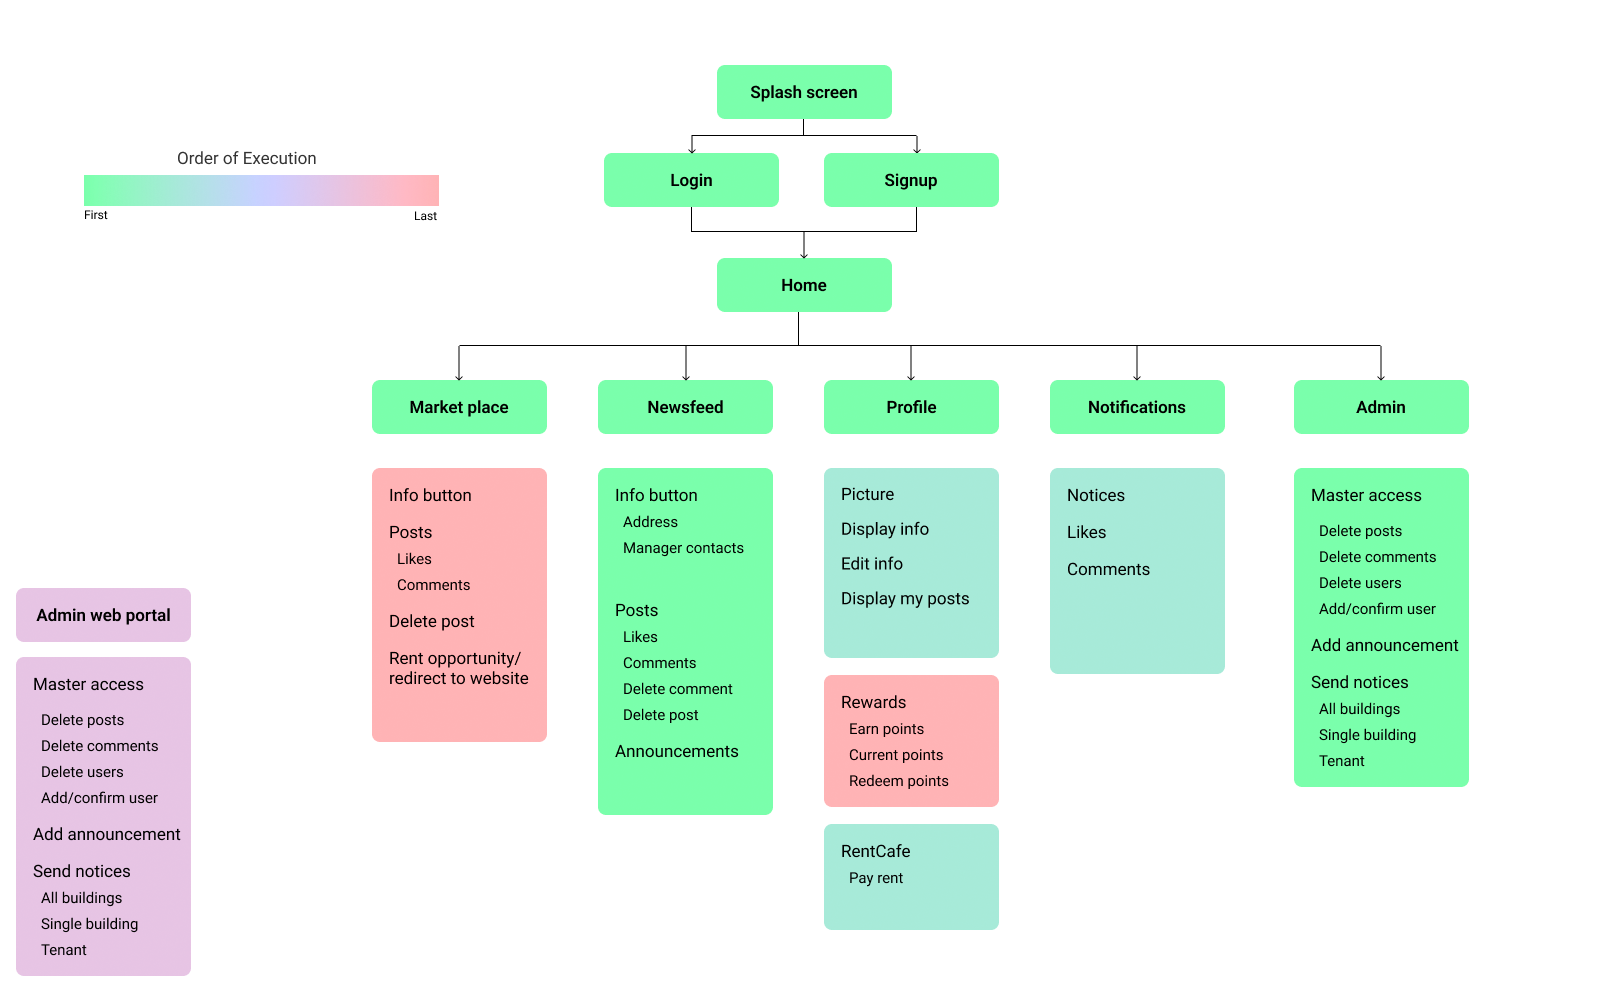 Splash screen
Order of Execution
First
Last
Login
Signup
Home
Market place
Newsfeed
Profile
Notifications
Admin
Info button
Posts
Likes
Comments
Delete post
Rent opportunity/
redirect to website
Info button
Address
Manager contacts
Posts
Likes
Comments
Delete comment
Delete post
Announcements
Picture
Display info
Edit info
Display my posts
Rewards
Earn points
Current points
Redeem points
RentCafe
Pay rent
Notices
Likes
Comments
Master access
Delete posts
Delete comments
Delete users
Add/confirm user
Add announcement
Send notices
All buildings
Single building
Tenant
Admin web portal
Master access
Delete posts
Delete comments
Delete users
Add/confirm user
Add announcement
Send notices
All buildings
Single building
Tenant